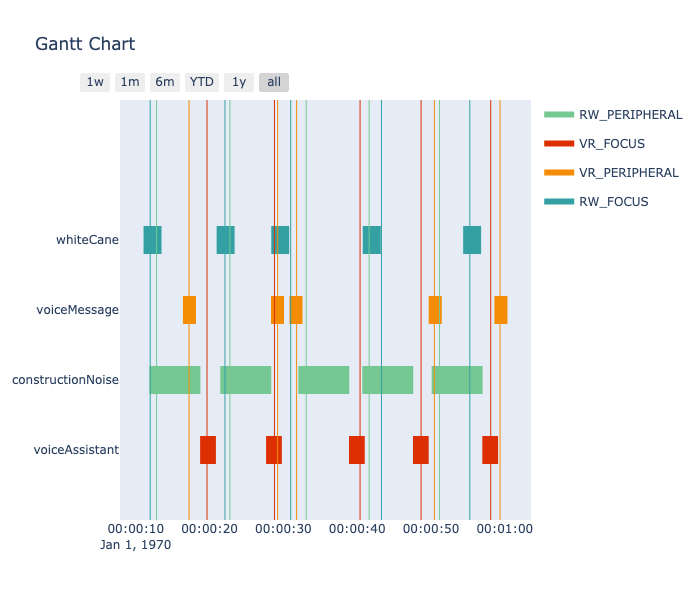 Gantt Chart
1w 1m 6m YTD 1y all
RW_PERIPHERAL
VR_FOCUS
VR_PERIPHERAL
RW_FOCUS
whiteCane
voiceMessage
constructionNoise
voiceAssistant
00:00:10 00:00:20 00:00:30 00:00:40 00:00:50 00:01:00
Jan 1, 1970